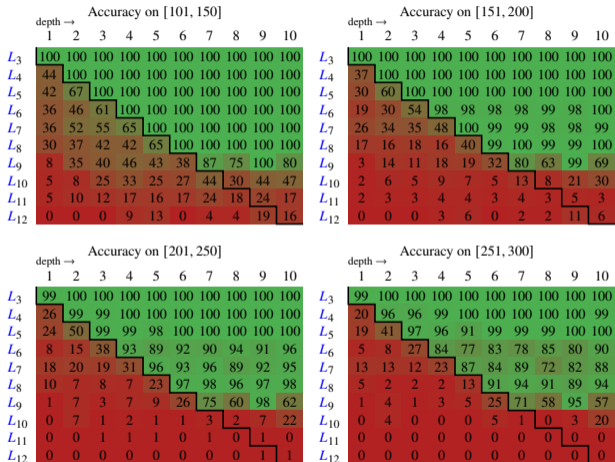 Accuracy on [101, 150]
depth →
1 2 3 4 5 6 7 8 9 10
L3 100 100 100 100 100 100 100 100 100 100
L4 44 100 100 100 100 100 100 100 100 100
L5 42 67 100 100 100 100 100 100 100 100
L6 36 46 61 100 100 100 100 100 100 100
L7 36 52 55 65 100 100 100 100 100 100
L8 30 37 42 42 65 100 100 100 100 100
L9 8 35 40 46 43 38 87 75 100 80
L10 5 8 25 33 25 27 44 30 44 47
L11 5 10 12 17 16 17 24 18 24 17
L12 0 0 0 9 13 0 4 4 19 16
Accuracy on [151, 200]
depth →
1 2 3 4 5 6 7 8 9 10
L3 100 100 100 100 100 100 100 100 100 100
L4 37 100 100 100 100 100 100 100 100 100
L5 30 60 100 100 100 100 100 100 100 100
L6 19 30 54 98 98 98 98 99 98 100
L7 26 34 35 48 100 99 99 98 98 99
L8 17 16 18 16 40 99 100 99 99 100
L9 3 14 11 18 19 32 80 63 99 69
L10 2 6 5 9 7 5 13 8 21 30
L11 2 3 3 4 4 3 4 3 5 3
L12 0 0 0 3 6 0 2 2 11 6
Accuracy on [201, 250]
depth →
1 2 3 4 5 6 7 8 9 10
L3 99 100 100 100 100 100 100 100 100 100
L4 26 99 99 100 100 100 100 100 100 100
L5 24 50 99 99 98 100 100 100 100 100
L6 8 15 38 93 89 92 90 94 91 96
L7 18 20 19 31 96 93 96 89 92 95
L8 10 7 8 7 23 97 98 96 97 98
L9 1 7 3 7 9 26 75 60 98 62
L10 0 7 1 2 1 1 3 2 7 22
L11 0 0 1 1 1 0 1 0 1 0
L12 0 0 0 0 0 0 0 0 1 1
Accuracy on [251, 300]
depth →
1 2 3 4 5 6 7 8 9 10
L3 99 100 100 100 100 100 100 100 100 100
L4 20 96 96 99 100 100 100 100 100 100
L5 19 41 97 96 91 99 99 99 100 100
L6 5 8 27 84 77 83 78 85 80 90
L7 13 13 12 23 87 84 89 72 82 88
L8 5 2 2 2 13 91 94 91 89 94
L9 1 4 1 3 5 25 71 58 95 57
L10 0 4 0 0 5 1 0 0 3 20
L11 0 0 0 0 0 0 0 0 0 0
L12 0 0 0 0 0 0 0 0 0 0